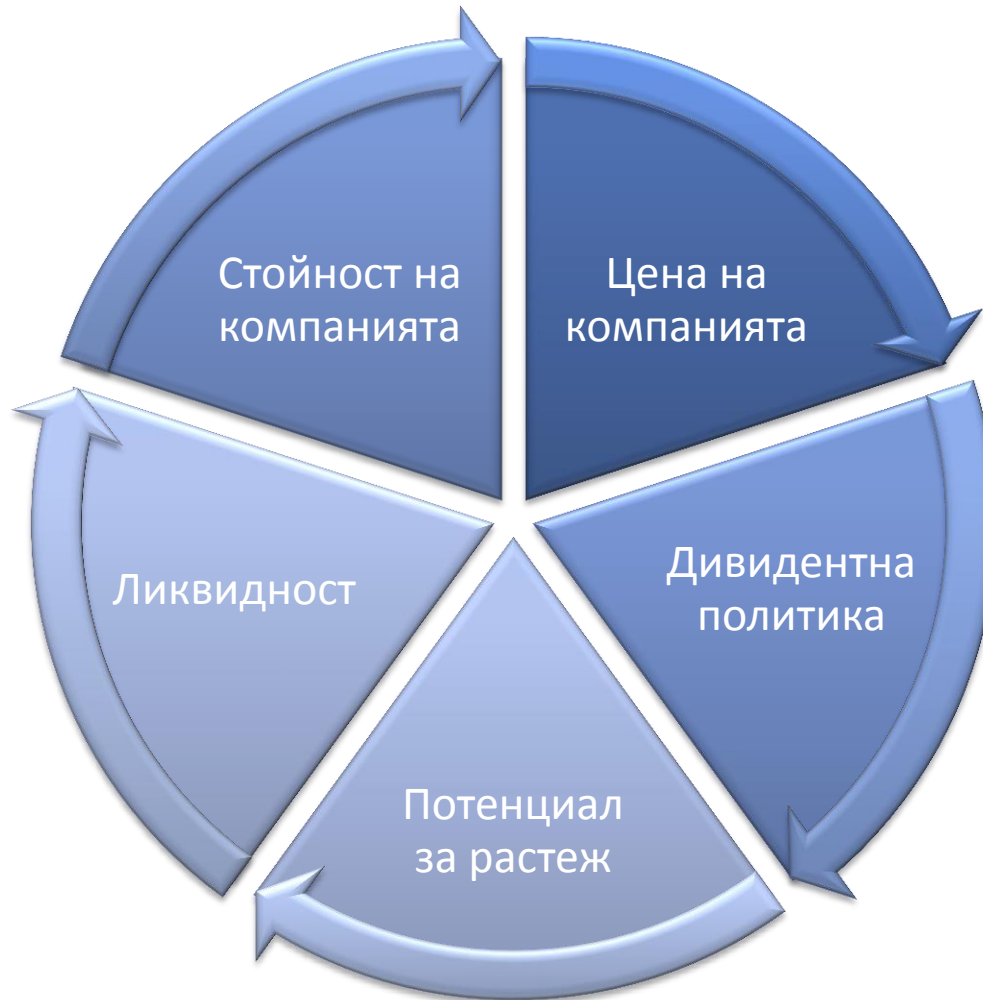 Стойност на
компанията
Цена на
компанията
Дивидентна
политика
Ликвидност
Потенциал
за растеж